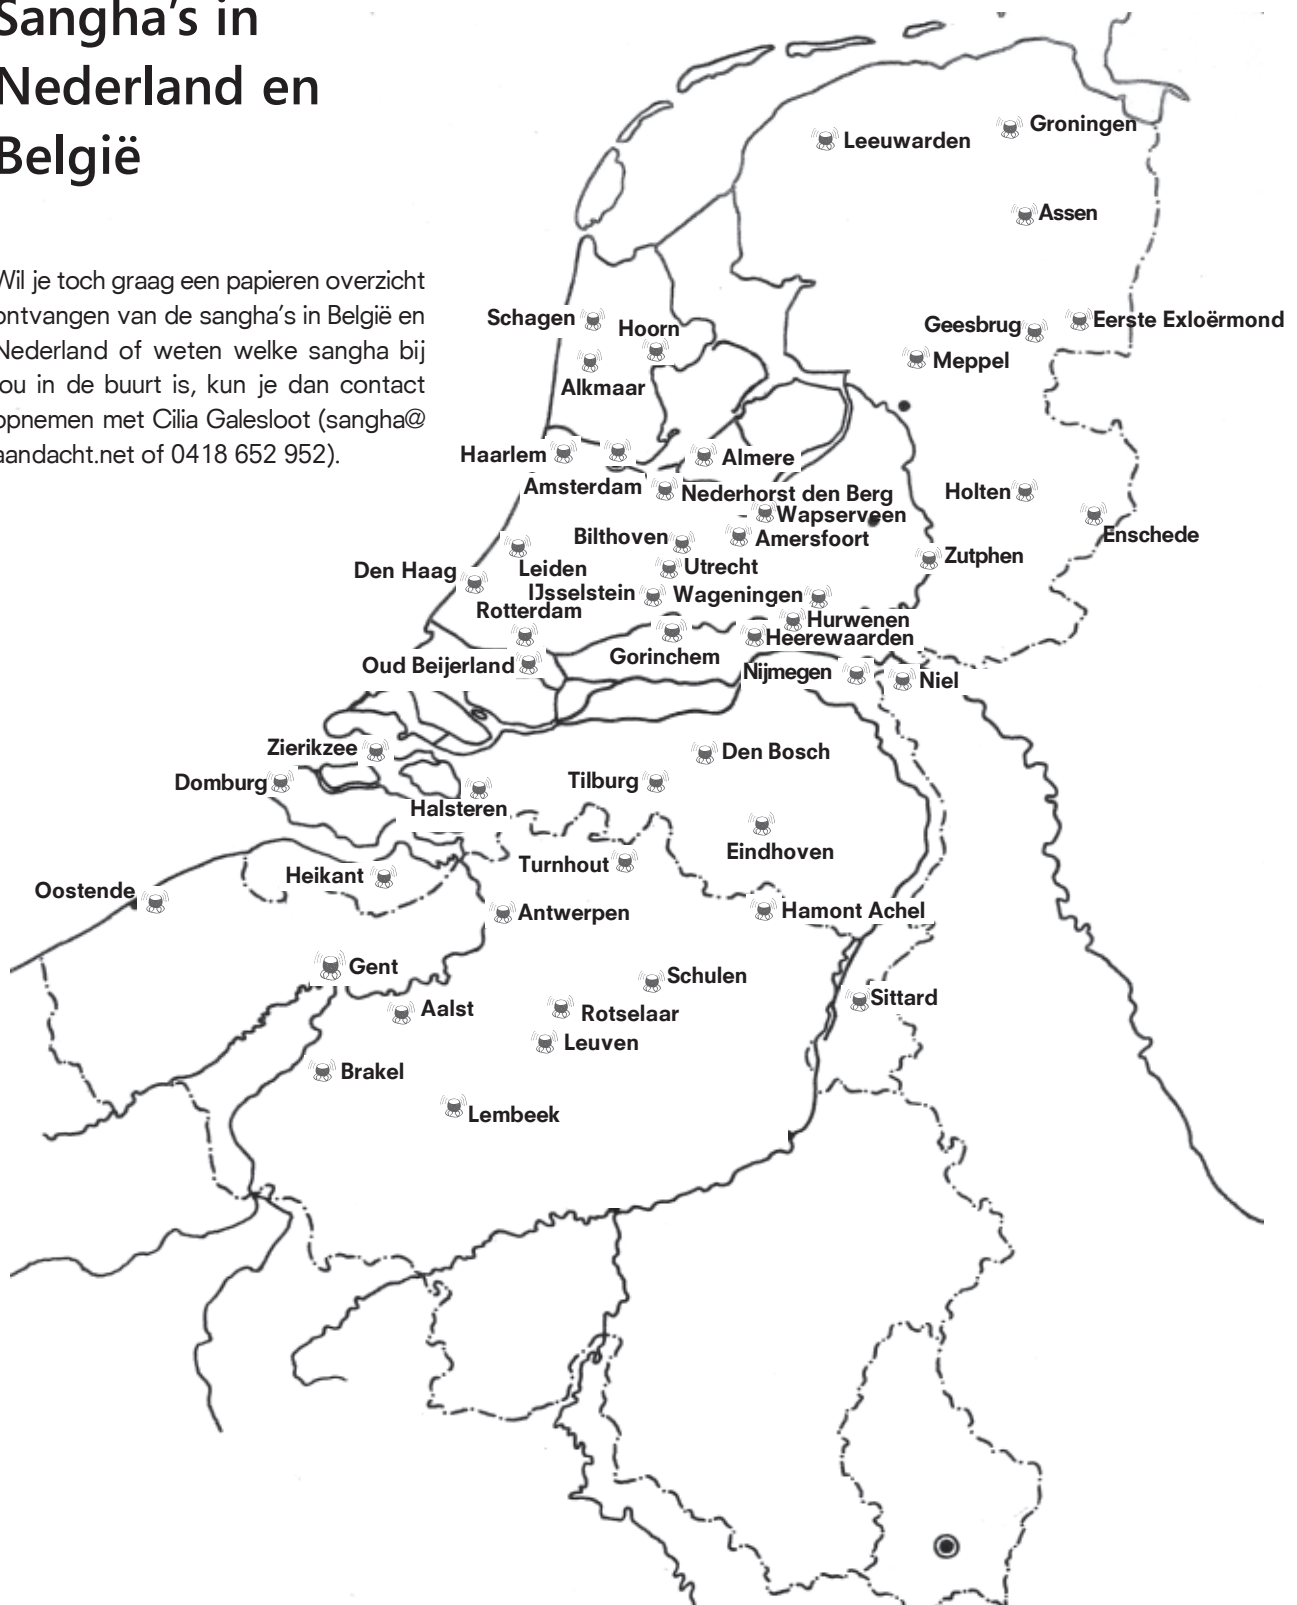 Sangha's in
Nederland en
België
Wil je toch graag een papieren overzicht
ontvangen van de sangha's in België en
Nederland of weten welke sangha bij
jou in de buurt is, kun je dan contact
opnemen met Cilia Galesloot (sangha@
aandacht.net of 0418 652 952).
Leeuwarden
Groningen
Assen
Schagen
Hoorn
Alkmaar
Geesbrug
Eerste Exloërmond
Meppel
Haarlem
Almere
Amsterdam
Nederhorst den Berg
Wapserveen
Holten
Enschede
Bilthoven
Amersfoort
Zutphen
Den Haag
Leiden
Utrecht
IJsselstein
Wageningen
Rotterdam
Hurwenen
Heerewaarden
Oud Beijerland
Gorinchem
Nijmegen
Niel
Zierikzee
Den Bosch
Domburg
Tilburg
Halsteren
Eindhoven
Turnhout
Heikant
Oostende
Antwerpen
Hamont Achel
Gent
Schulen
Sittard
Aalst
Rotselaar
Leuven
Brakel
Lembeek